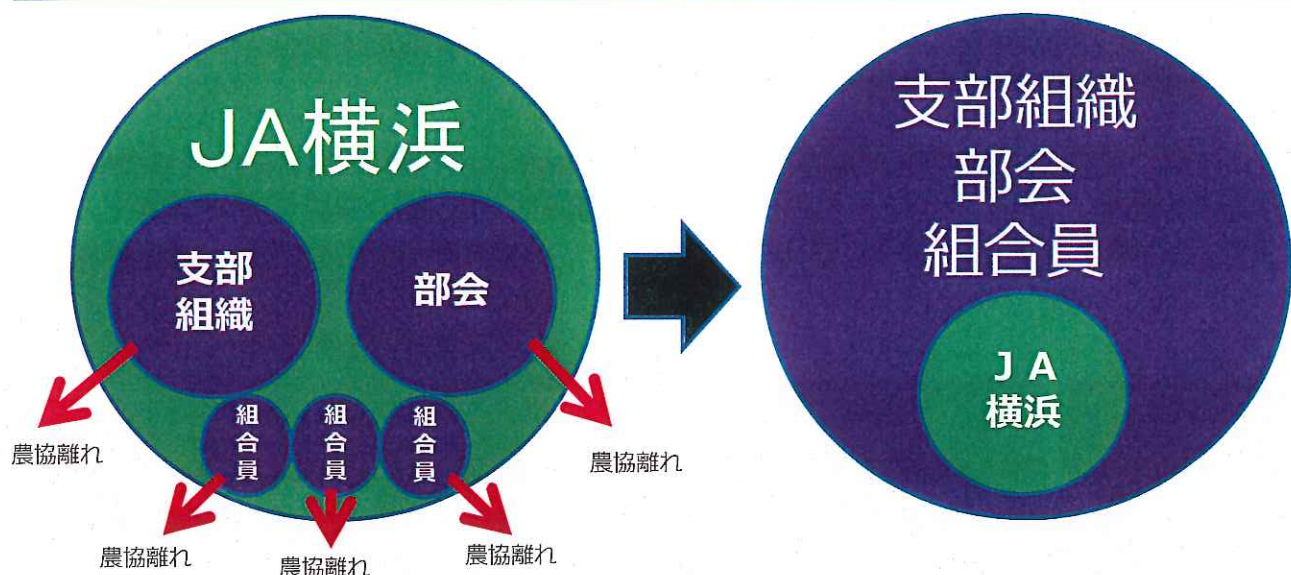 JA横浜
支部
組織
部会
組合員
組合員
組合員
農協離れ
農協離れ
農協離れ
農協離れ
農協離れ
支部組織
部会
組合員
JA
横浜